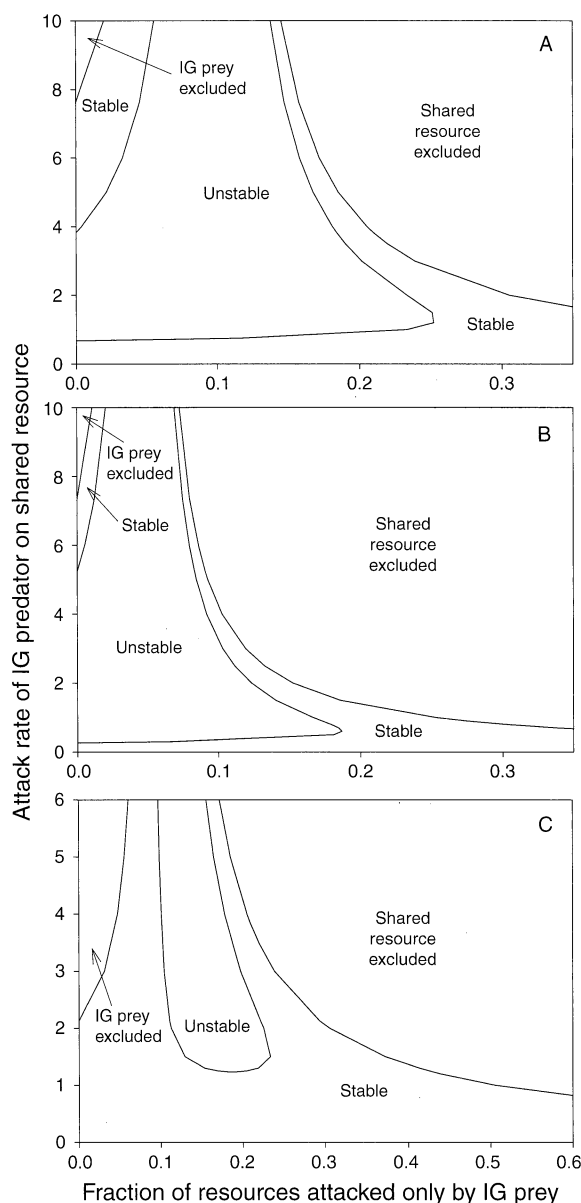 Attack rate of IG predator on shared resource
10
8
6
4
2
0
A
IG prey
excluded
Stable
Shared
resource
excluded
Unstable
Stable
0.0
0.1
0.2
0.3
10
8
6
4
2
0
B
IG prey
excluded
Stable
Shared
resource
excluded
Unstable
Stable
0.0
0.1
0.2
0.3
6
5
4
3
2
1
0
C
Shared
resource
excluded
IG prey
excluded
Unstable
Stable
0.0
0.1
0.2
0.3
0.4
0.5
0.6
Fraction of resources attacked only by IG prey